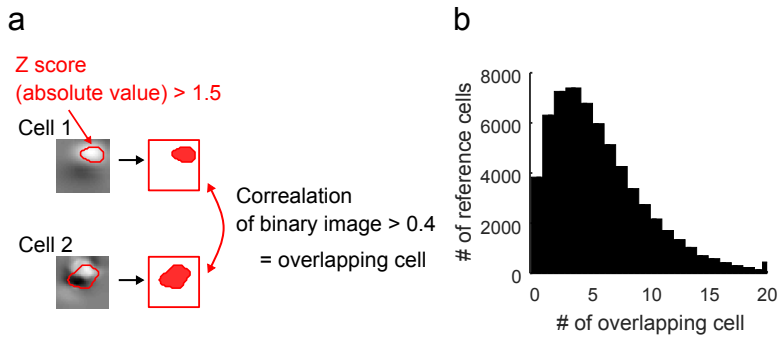 a
Z score
(absolute value) > 1.5
Cell 1
Cell 2
Correalation
of binary image > 0.4
= overlapping cell
b
# of reference cells
8000
6000
4000
2000
0
0 5 10 15 20
# of overlapping cell